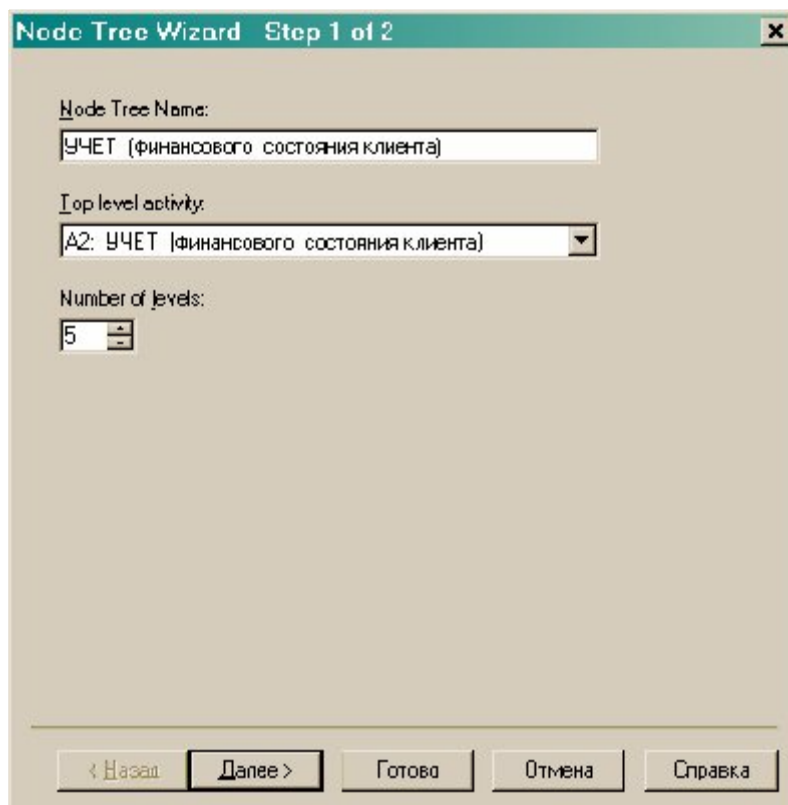 Node Tree Wizard Step 1 of 2
Node Tree Name:
УЧЕТ (финансового состояния клиента)
Top level activity:
A2: УЧЕТ (финансового состояния клиента)
Number of levels:
5
< Назад Далее > Готово Отмена Справка